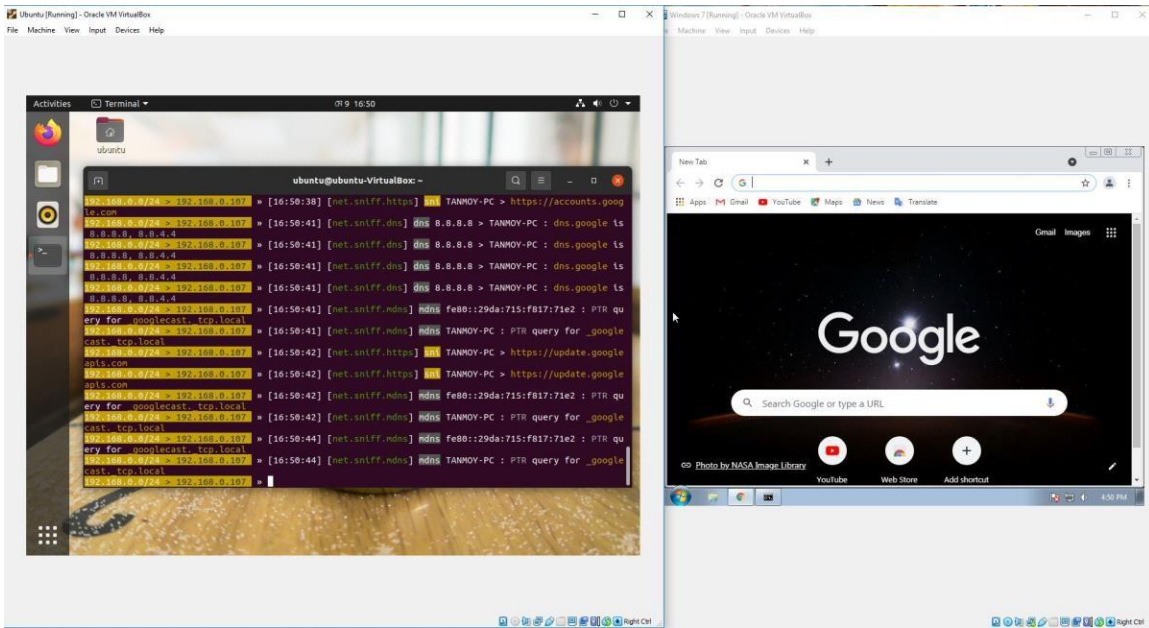 Ubuntu [Running] - Oracle VM VirtualBox
File Machine View Input Devices Help
Activities
Terminal
16:50
ubuntu
ubuntu@ubuntu-VirtualBox: ~
192.168.0.0/24 > 192.168.0.107 » [16:50:38] [net.sniff.https] sni TANMOY-PC > https://accounts.goog
le.com
192.168.0.0/24 > 192.168.0.107 » [16:50:41] [net.sniff.dns] dns 8.8.8.8 > TANMOY-PC : dns.google is
8.8.8.8, 8.8.4.4
192.168.0.0/24 > 192.168.0.107 » [16:50:41] [net.sniff.dns] dns 8.8.8.8 > TANMOY-PC : dns.google is
8.8.8.8, 8.8.4.4
192.168.0.0/24 > 192.168.0.107 » [16:50:41] [net.sniff.dns] dns 8.8.8.8 > TANMOY-PC : dns.google is
8.8.8.8, 8.8.4.4
192.168.0.0/24 > 192.168.0.107 » [16:50:41] [net.sniff.dns] dns 8.8.8.8 > TANMOY-PC : dns.google is
8.8.8.8, 8.8.4.4
192.168.0.0/24 > 192.168.0.107 » [16:50:41] [net.sniff.mdns] mdns fe80::29da:715:f817:71e2 : PTR qu
ery for _googlecast._tcp.local
192.168.0.0/24 > 192.168.0.107 » [16:50:41] [net.sniff.mdns] mdns TANMOY-PC : PTR query for _google
cast._tcp.local
192.168.0.0/24 > 192.168.0.107 » [16:50:42] [net.sniff.https] sni TANMOY-PC > https://update.google
apis.com
192.168.0.0/24 > 192.168.0.107 » [16:50:42] [net.sniff.https] sni TANMOY-PC > https://update.google
apis.com
192.168.0.0/24 > 192.168.0.107 » [16:50:42] [net.sniff.mdns] mdns fe80::29da:715:f817:71e2 : PTR qu
ery for _googlecast._tcp.local
192.168.0.0/24 > 192.168.0.107 » [16:50:42] [net.sniff.mdns] mdns TANMOY-PC : PTR query for _google
cast._tcp.local
192.168.0.0/24 > 192.168.0.107 » [16:50:44] [net.sniff.mdns] mdns fe80::29da:715:f817:71e2 : PTR qu
ery for _googlecast._tcp.local
192.168.0.0/24 > 192.168.0.107 » [16:50:44] [net.sniff.mdns] mdns TANMOY-PC : PTR query for _google
cast._tcp.local
192.168.0.0/24 > 192.168.0.107 »
Right Ctrl
Windows 7 [Running] - Oracle VM VirtualBox
Machine View Input Devices Help
New Tab
G
Apps Gmail YouTube Maps News Translate
Gmail Images
Google
Search Google or type a URL
YouTube Web Store Add shortcut
Photo by NASA Image Library
4:50 PM
Right Ctrl